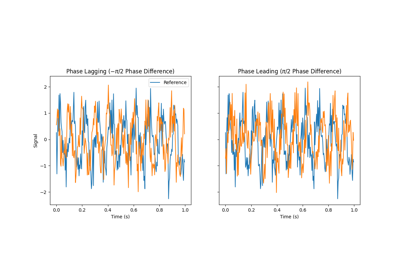 Phase Lagging (−π/2 Phase Difference)
Phase Leading (π/2 Phase Difference)
Reference
Signal
2
1
0
−1
−2
0.0 0.2 0.4 0.6 0.8 1.0
0.0 0.2 0.4 0.6 0.8 1.0
Time (s)
Time (s)